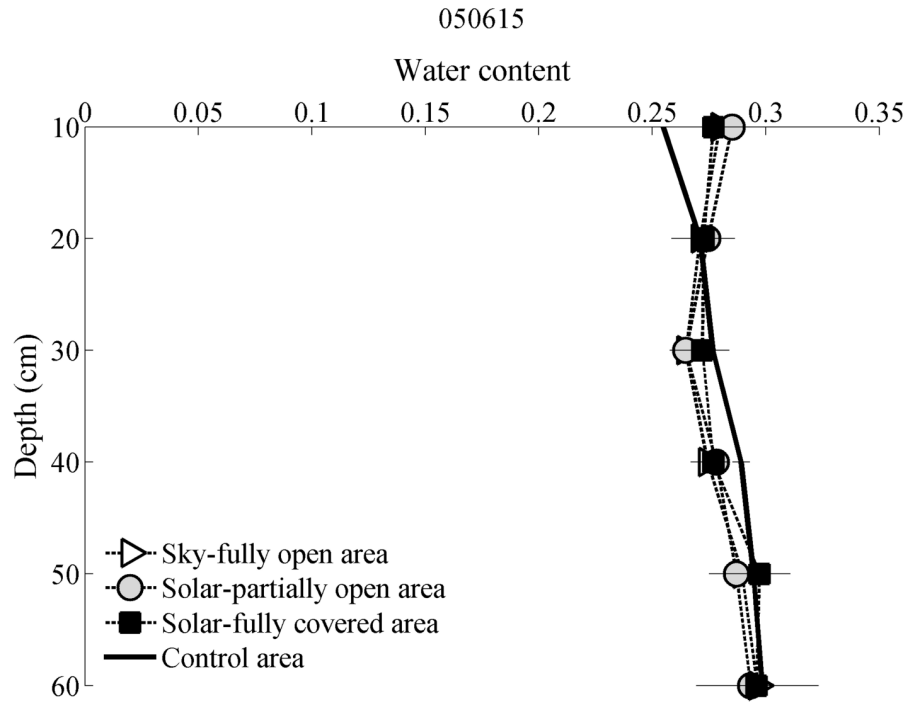 050615
Water content
0 0.05 0.1 0.15 0.2 0.25 0.3 0.35
10
20
30
40
50
60
Depth (cm)
Sky-fully open area
Solar-partially open area
Solar-fully covered area
Control area